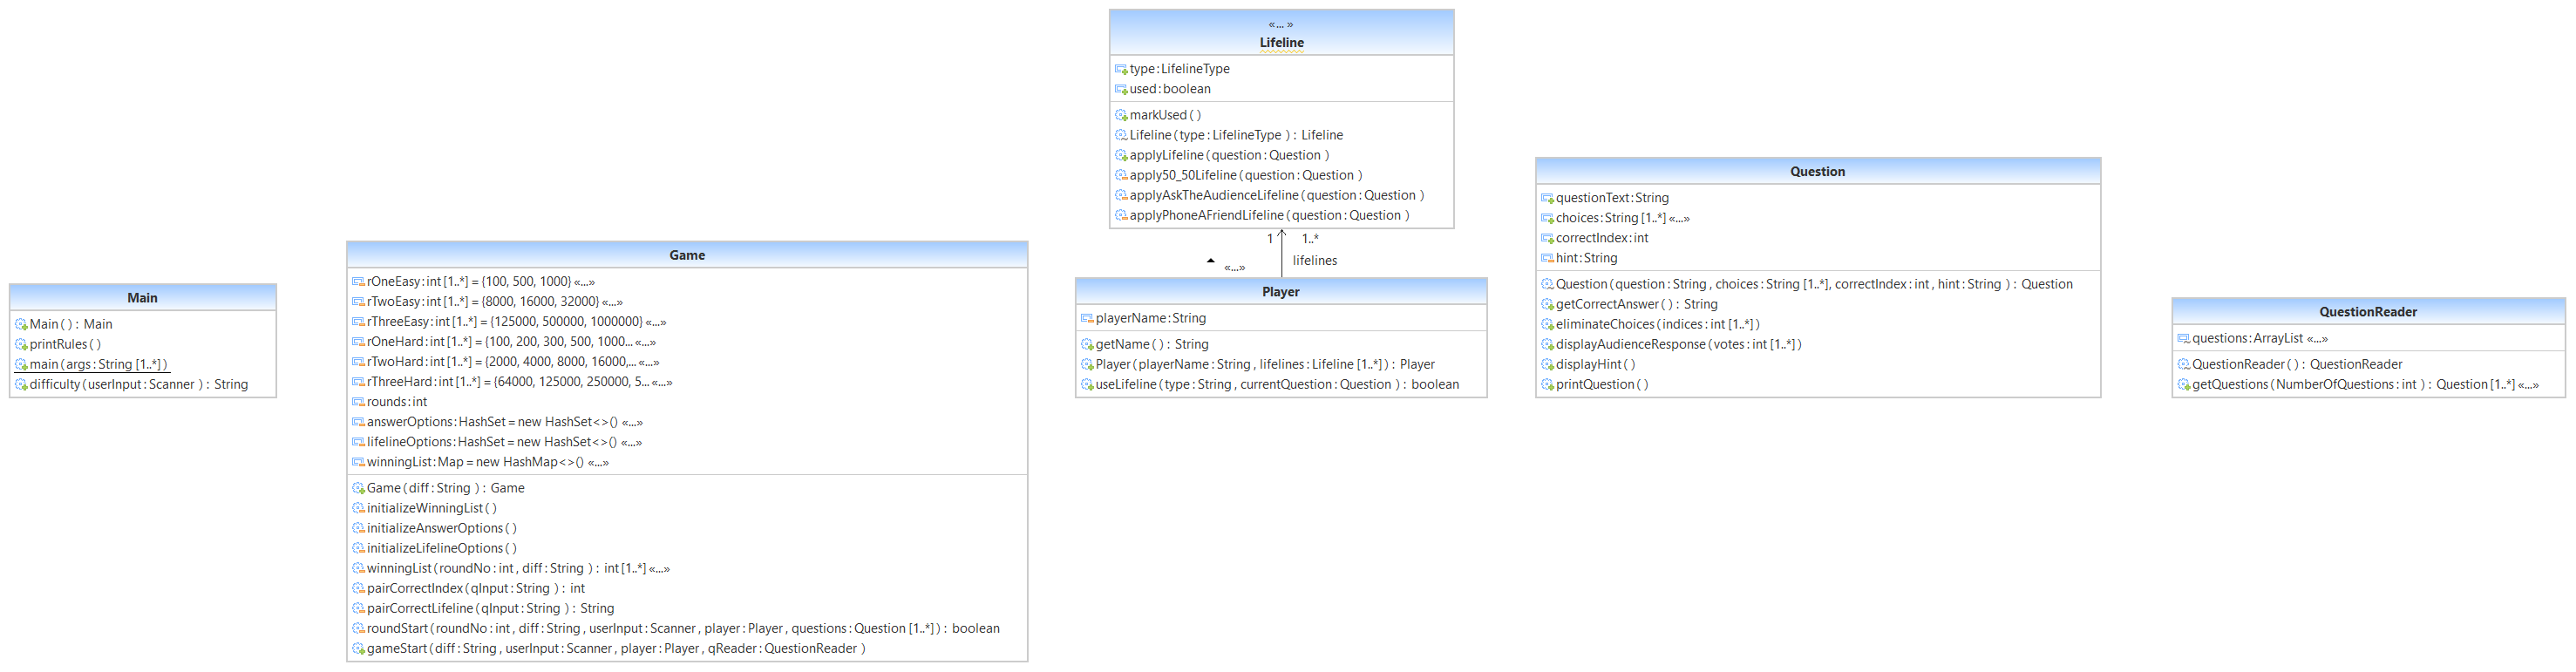 Main
Main() : Main
printRules()
main(args:String[1..*])
difficulty(userInput:Scanner) : String
Game
rOneEasy:int[1..*] = {100, 500, 1000} «...»
rTwoEasy:int[1..*] = {8000, 16000, 32000} «...»
rThreeEasy:int[1..*] = {125000, 500000, 1000000} «...»
rOneHard:int[1..*] = {100, 200, 300, 500, 1000... «...»
rTwoHard:int[1..*] = {2000, 4000, 8000, 16000,... «...»
rThreeHard:int[1..*] = {64000, 125000, 250000, 5... «...»
rounds:int
answerOptions:HashSet = new HashSet<>() «...»
lifelineOptions:HashSet = new HashSet<>() «...»
winningList:Map = new HashMap<>() «...»
Game(diff:String) : Game
initializeWinningList()
initializeAnswerOptions()
initializeLifelineOptions()
winningList(roundNo:int, diff:String) : int[1..*] «...»
pairCorrectIndex(qInput:String) : int
pairCorrectLifeline(qInput:String) : String
roundStart(roundNo:int, diff:String, userInput:Scanner, player:Player, questions:Question[1..*]) : boolean
gameStart(diff:String, userInput:Scanner, player:Player, qReader:QuestionReader)
«... »
Lifeline
type:LifelineType
used:boolean
markUsed()
Lifeline(type:LifelineType) : Lifeline
applyLifeline(question:Question)
apply50_50Lifeline(question:Question)
applyAskTheAudienceLifeline(question:Question)
applyPhoneAFriendLifeline(question:Question)
1 1..*
«...» lifelines
Player
playerName:String
getName() : String
Player(playerName:String, lifelines:Lifeline[1..*]) : Player
useLifeline(type:String, currentQuestion:Question) : boolean
Question
questionText:String
choices:String[1..*] «...»
correctIndex:int
hint:String
Question(question:String, choices:String[1..*], correctIndex:int, hint:String) : Question
getCorrectAnswer() : String
eliminateChoices(indices:int[1..*])
displayAudienceResponse(votes:int[1..*])
displayHint()
printQuestion()
QuestionReader
questions:ArrayList «...»
QuestionReader() : QuestionReader
getQuestions(NumberOfQuestions:int) : Question[1..*] «...»